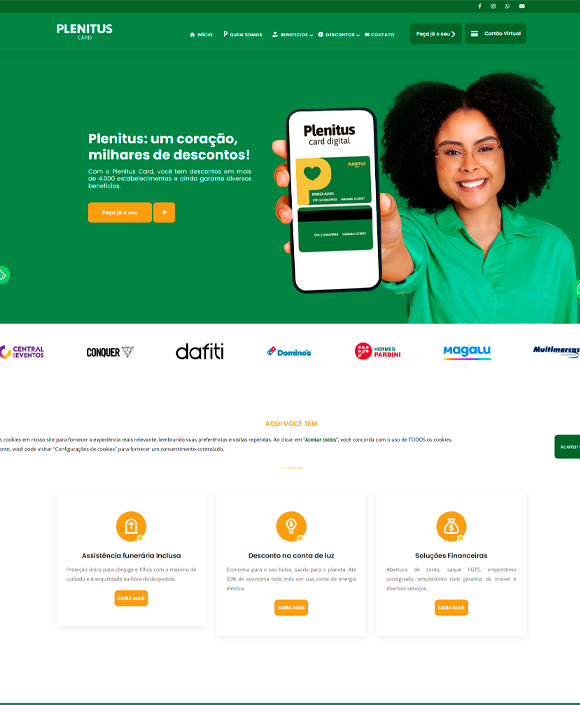 PLENITUS
CARD
INÍCIO
QUEM SOMOS
BENEFICIOS
DESCONTOS
CONTATO
Peça já o seu
Cartão Virtual
Plenitus: um coração,
milhares de descontos!
Com o Plenitus Card, você tem descontos em mais
de 4.000 estabelecimentos e ainda garante diversos
benefícios.
Peça já o seu
Plenitus
card digital
PLENITUS
CENTRAL
EVENTOS
CONQUER
dafiti
Domino's
HERMES
PARDINI
Magalu
Multimarcas
AQUI VOCÊ TEM
s cookies em nosso site para fornecer a experiência mais relevante, lembrando suas preferências e visitas repetidas. Ao clicar em "Aceitar todos", você concorda com o uso de TODOS os cookies.
anto, você pode visitar "Configurações de cookies" para fornecer um consentimento controlado.
Aceitar
Assistência funerária Inclusa
Proteção única para cônjuge e filhos com o máximo de
cuidado e tranquilidade na hora da despedida.
SAIBA MAIS
Desconto na conta de luz
Economia para o seu bolso, saúde para o planeta. Até
20% de economia todo mês em sua conta de energia
elétrica.
SAIBA MAIS
Soluções Financeiras
Abertura de conta, saque FGTS, empréstimo
consignado, empréstimo com garantia de imóvel e
diversos serviços.
SAIBA MAIS